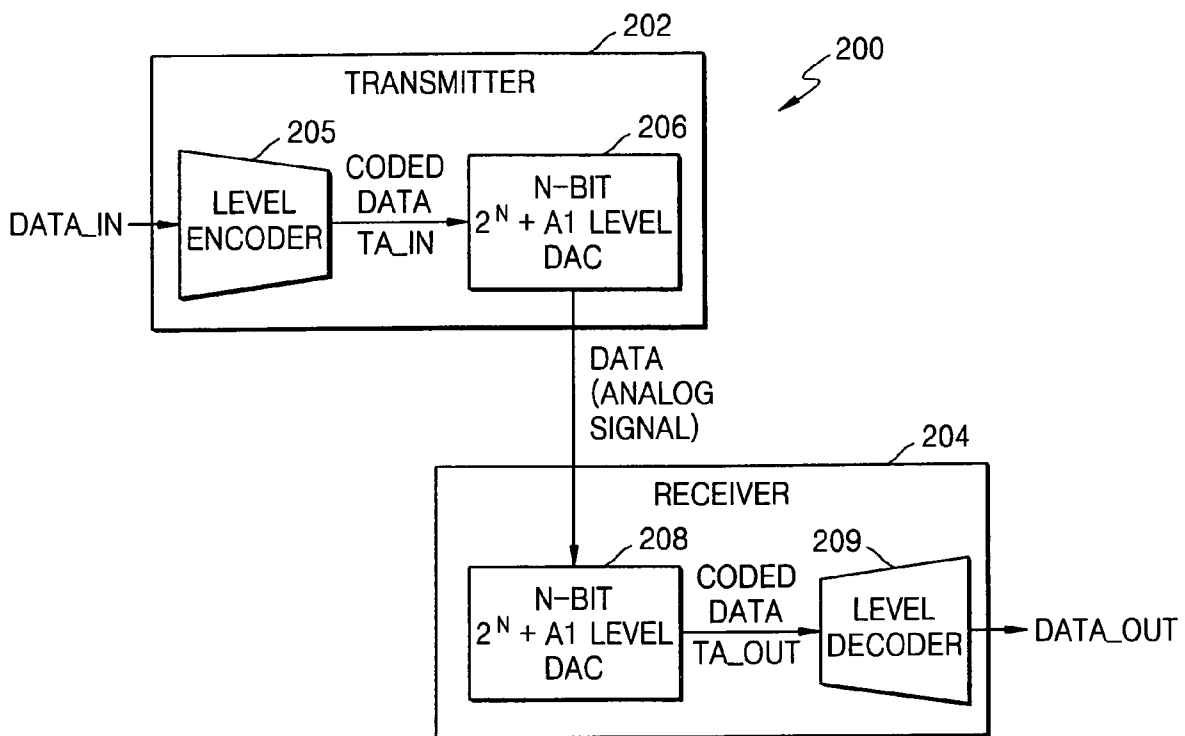 202
200
TRANSMITTER
205
206
CODED
DATA
TA_IN
DATA_IN
LEVEL
ENCODER
N-BIT
2^N + A1 LEVEL
DAC
DATA
(ANALOG
SIGNAL)
204
RECEIVER
208
209
N-BIT
2^N + A1 LEVEL
DAC
CODED
DATA
TA_OUT
LEVEL
DECODER
DATA_OUT